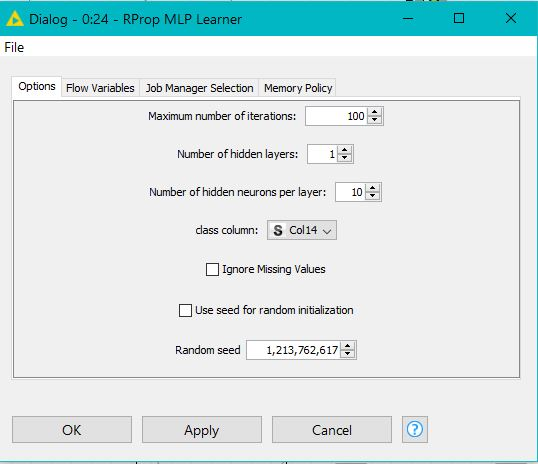 Dialog - 0:24 - RProp MLP Learner
File
Options Flow Variables Job Manager Selection Memory Policy
Maximum number of iterations: 100
Number of hidden layers: 1
Number of hidden neurons per layer: 10
class column: S Col14
Ignore Missing Values
Use seed for random initialization
Random seed 1,213,762,617
OK Apply Cancel ?